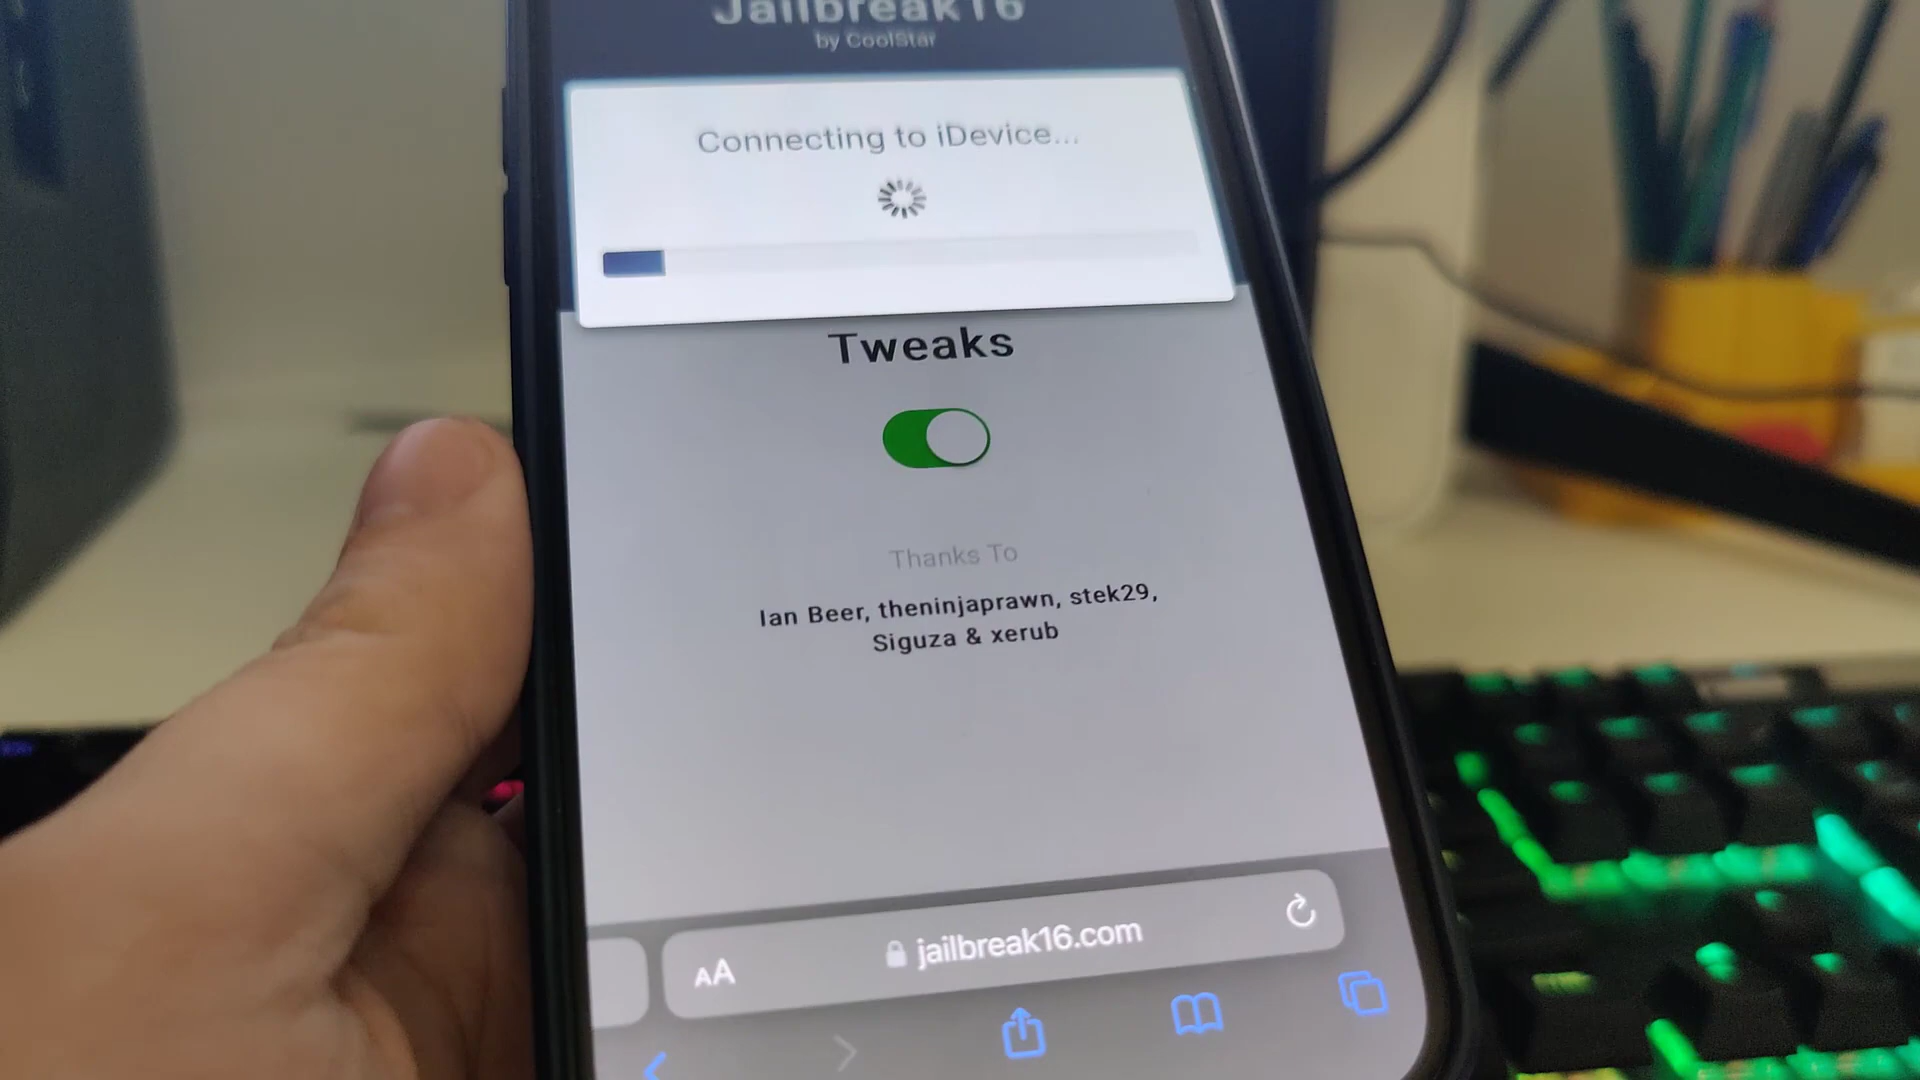 Jailbreak16
by CoolStar
Connecting to iDevice...
Tweaks
Thanks To
Ian Beer, theninjaprawn, stek29,
Siguza & xerub
AA jailbreak16.com